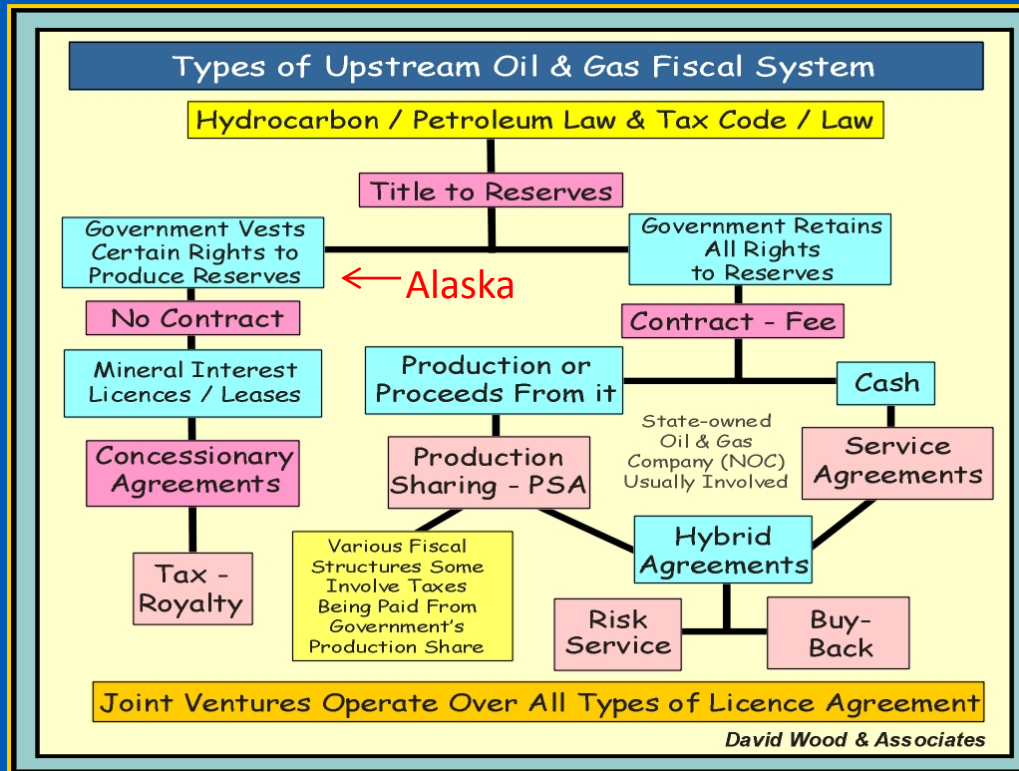 Types of Upstream Oil & Gas Fiscal System
Hydrocarbon / Petroleum Law & Tax Code / Law
Title to Reserves
Government Vests
Certain Rights to
Produce Reserves
Government Retains
All Rights
to Reserves
Alaska
No Contract
Contract - Fee
Mineral Interest
Licences / Leases
Production or
Proceeds From it
Cash
Concessionary
Agreements
Production
Sharing - PSA
State-owned
Oil & Gas
Company (NOC)
Usually Involved
Service
Agreements
Tax -
Royalty
Various Fiscal
Structures Some
Involve Taxes
Being Paid From
Government's
Production Share
Hybrid
Agreements
Risk
Service
Buy-
Back
Joint Ventures Operate Over All Types of Licence Agreement
David Wood & Associates